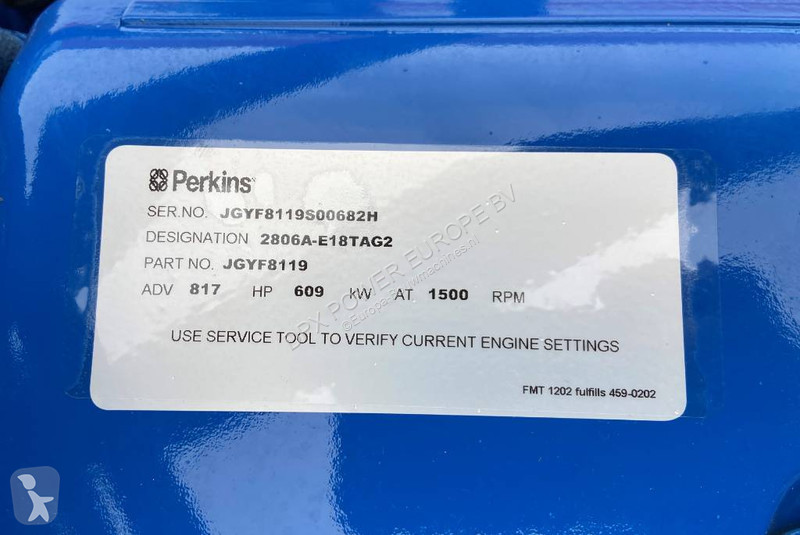 Perkins
SER.NO. JGYF8119S00682H
DESIGNATION 2806A-E18TAG2
PART NO. JGYF8119
ADV 817 HP 609 kW AT 1500 RPM
USE SERVICE TOOL TO VERIFY CURRENT ENGINE SETTINGS
FMT 1202 fulfills 459-0202
DPX POWER EUROPE BV